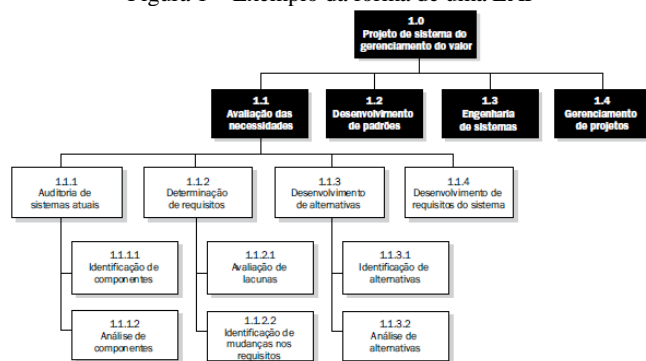 Figura 1 – Exemplo da forma de uma EAP
1.0
Projeto de sistema do
gerenciamento do valor
1.1
Avaliação das
necessidades
1.2
Desenvolvimento
de padrões
1.3
Engenharia
de sistemas
1.4
Gerenciamento
de projetos
1.1.1
Auditoria de
sistemas atuais
1.1.2
Determinação
de requisitos
1.1.3
Desenvolvimento
de alternativas
1.1.4
Desenvolvimento de
requisitos do sistema
1.1.1.1
Identificação de
componentes
1.1.2.1
Avaliação de
lacunas
1.1.3.1
Identificação de
alternativas
1.1.1.2
Análise de
componentes
1.1.2.2
Identificação de
mudanças nos
requisitos
1.1.3.2
Análise de
alternativas